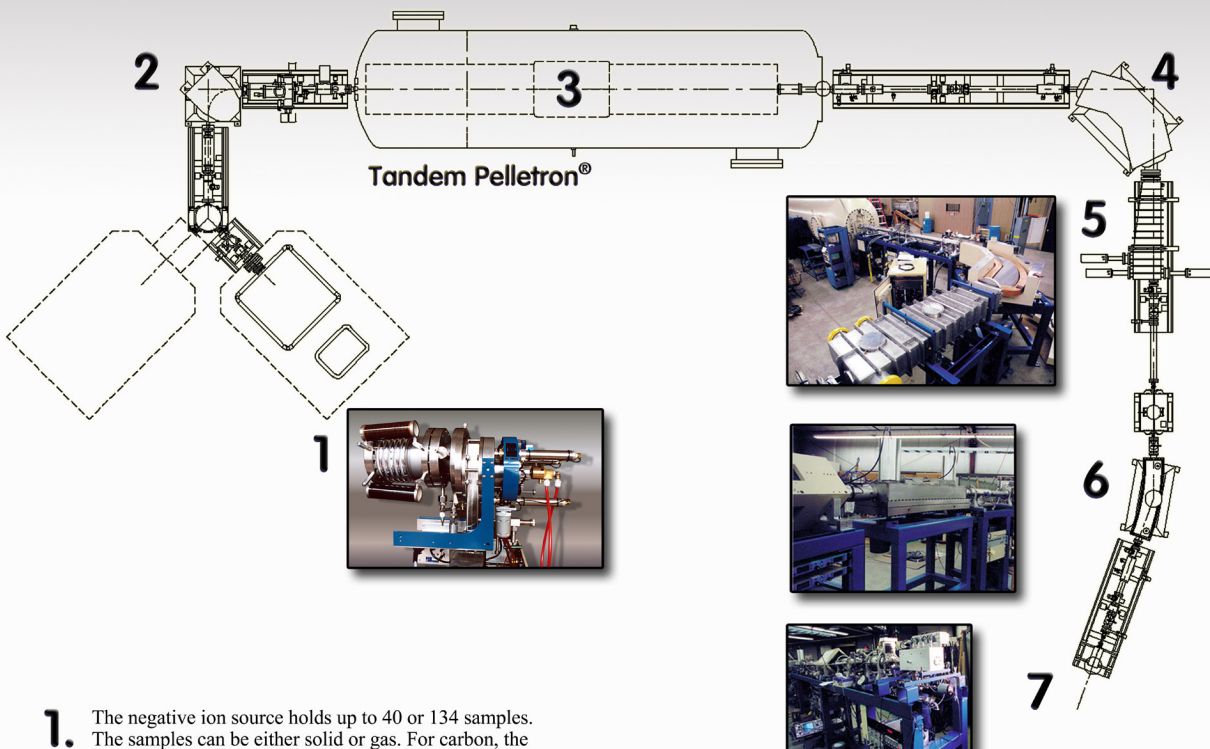 2
3
4
Tandem Pelletron®
5
1
6
7
1. The negative ion source holds up to 40 or 134 samples.
The samples can be either solid or gas. For carbon, the